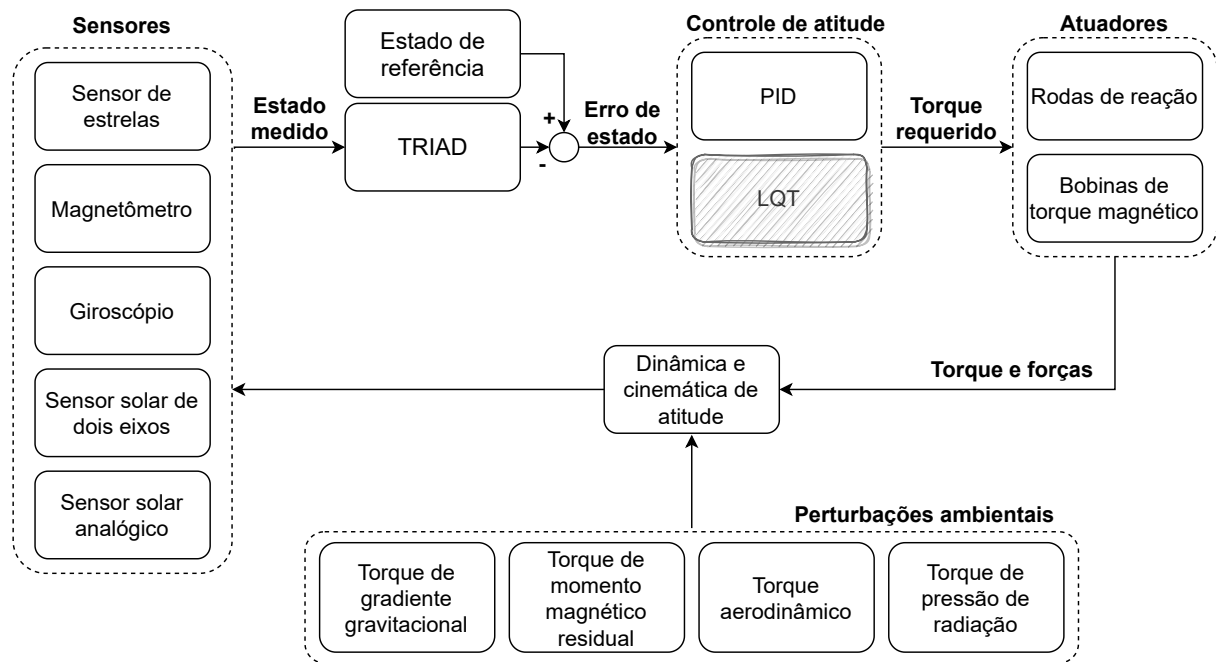 Sensores
Sensor de
estrelas
Magnetômetro
Giroscópio
Sensor solar de
dois eixos
Sensor solar
analógico
Estado
medido
Estado de
referência
TRIAD
+
-
Erro de
estado
Controle de atitude
PID
LQT
Torque
requerido
Atuadores
Rodas de reação
Bobinas de
torque magnético
Torque e forças
Dinâmica e
cinemática de
atitude
Perturbações ambientais
Torque de
gradiente
gravitacional
Torque de
momento
magnético
residual
Torque
aerodinâmico
Torque de
pressão de
radiação